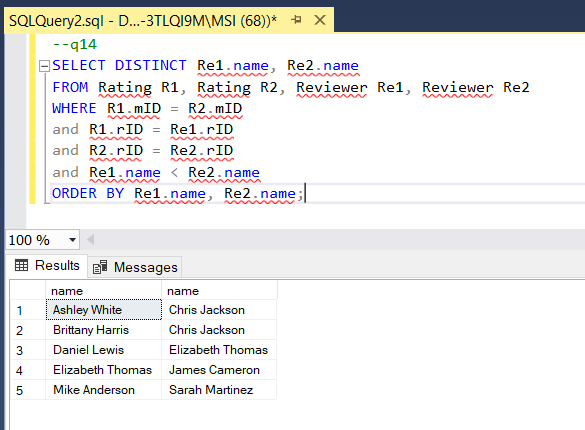 SQLQuery2.sql - D...-3TLQI9M\MSI (68))*
--q14
SELECT DISTINCT Re1.name, Re2.name
FROM Rating R1, Rating R2, Reviewer Re1, Reviewer Re2
WHERE R1.mID = R2.mID
and R1.rID = Re1.rID
and R2.rID = Re2.rID
and Re1.name < Re2.name
ORDER BY Re1.name, Re2.name;
100 %
Results Messages
name name
1 Ashley White Chris Jackson
2 Brittany Harris Chris Jackson
3 Daniel Lewis Elizabeth Thomas
4 Elizabeth Thomas James Cameron
5 Mike Anderson Sarah Martinez